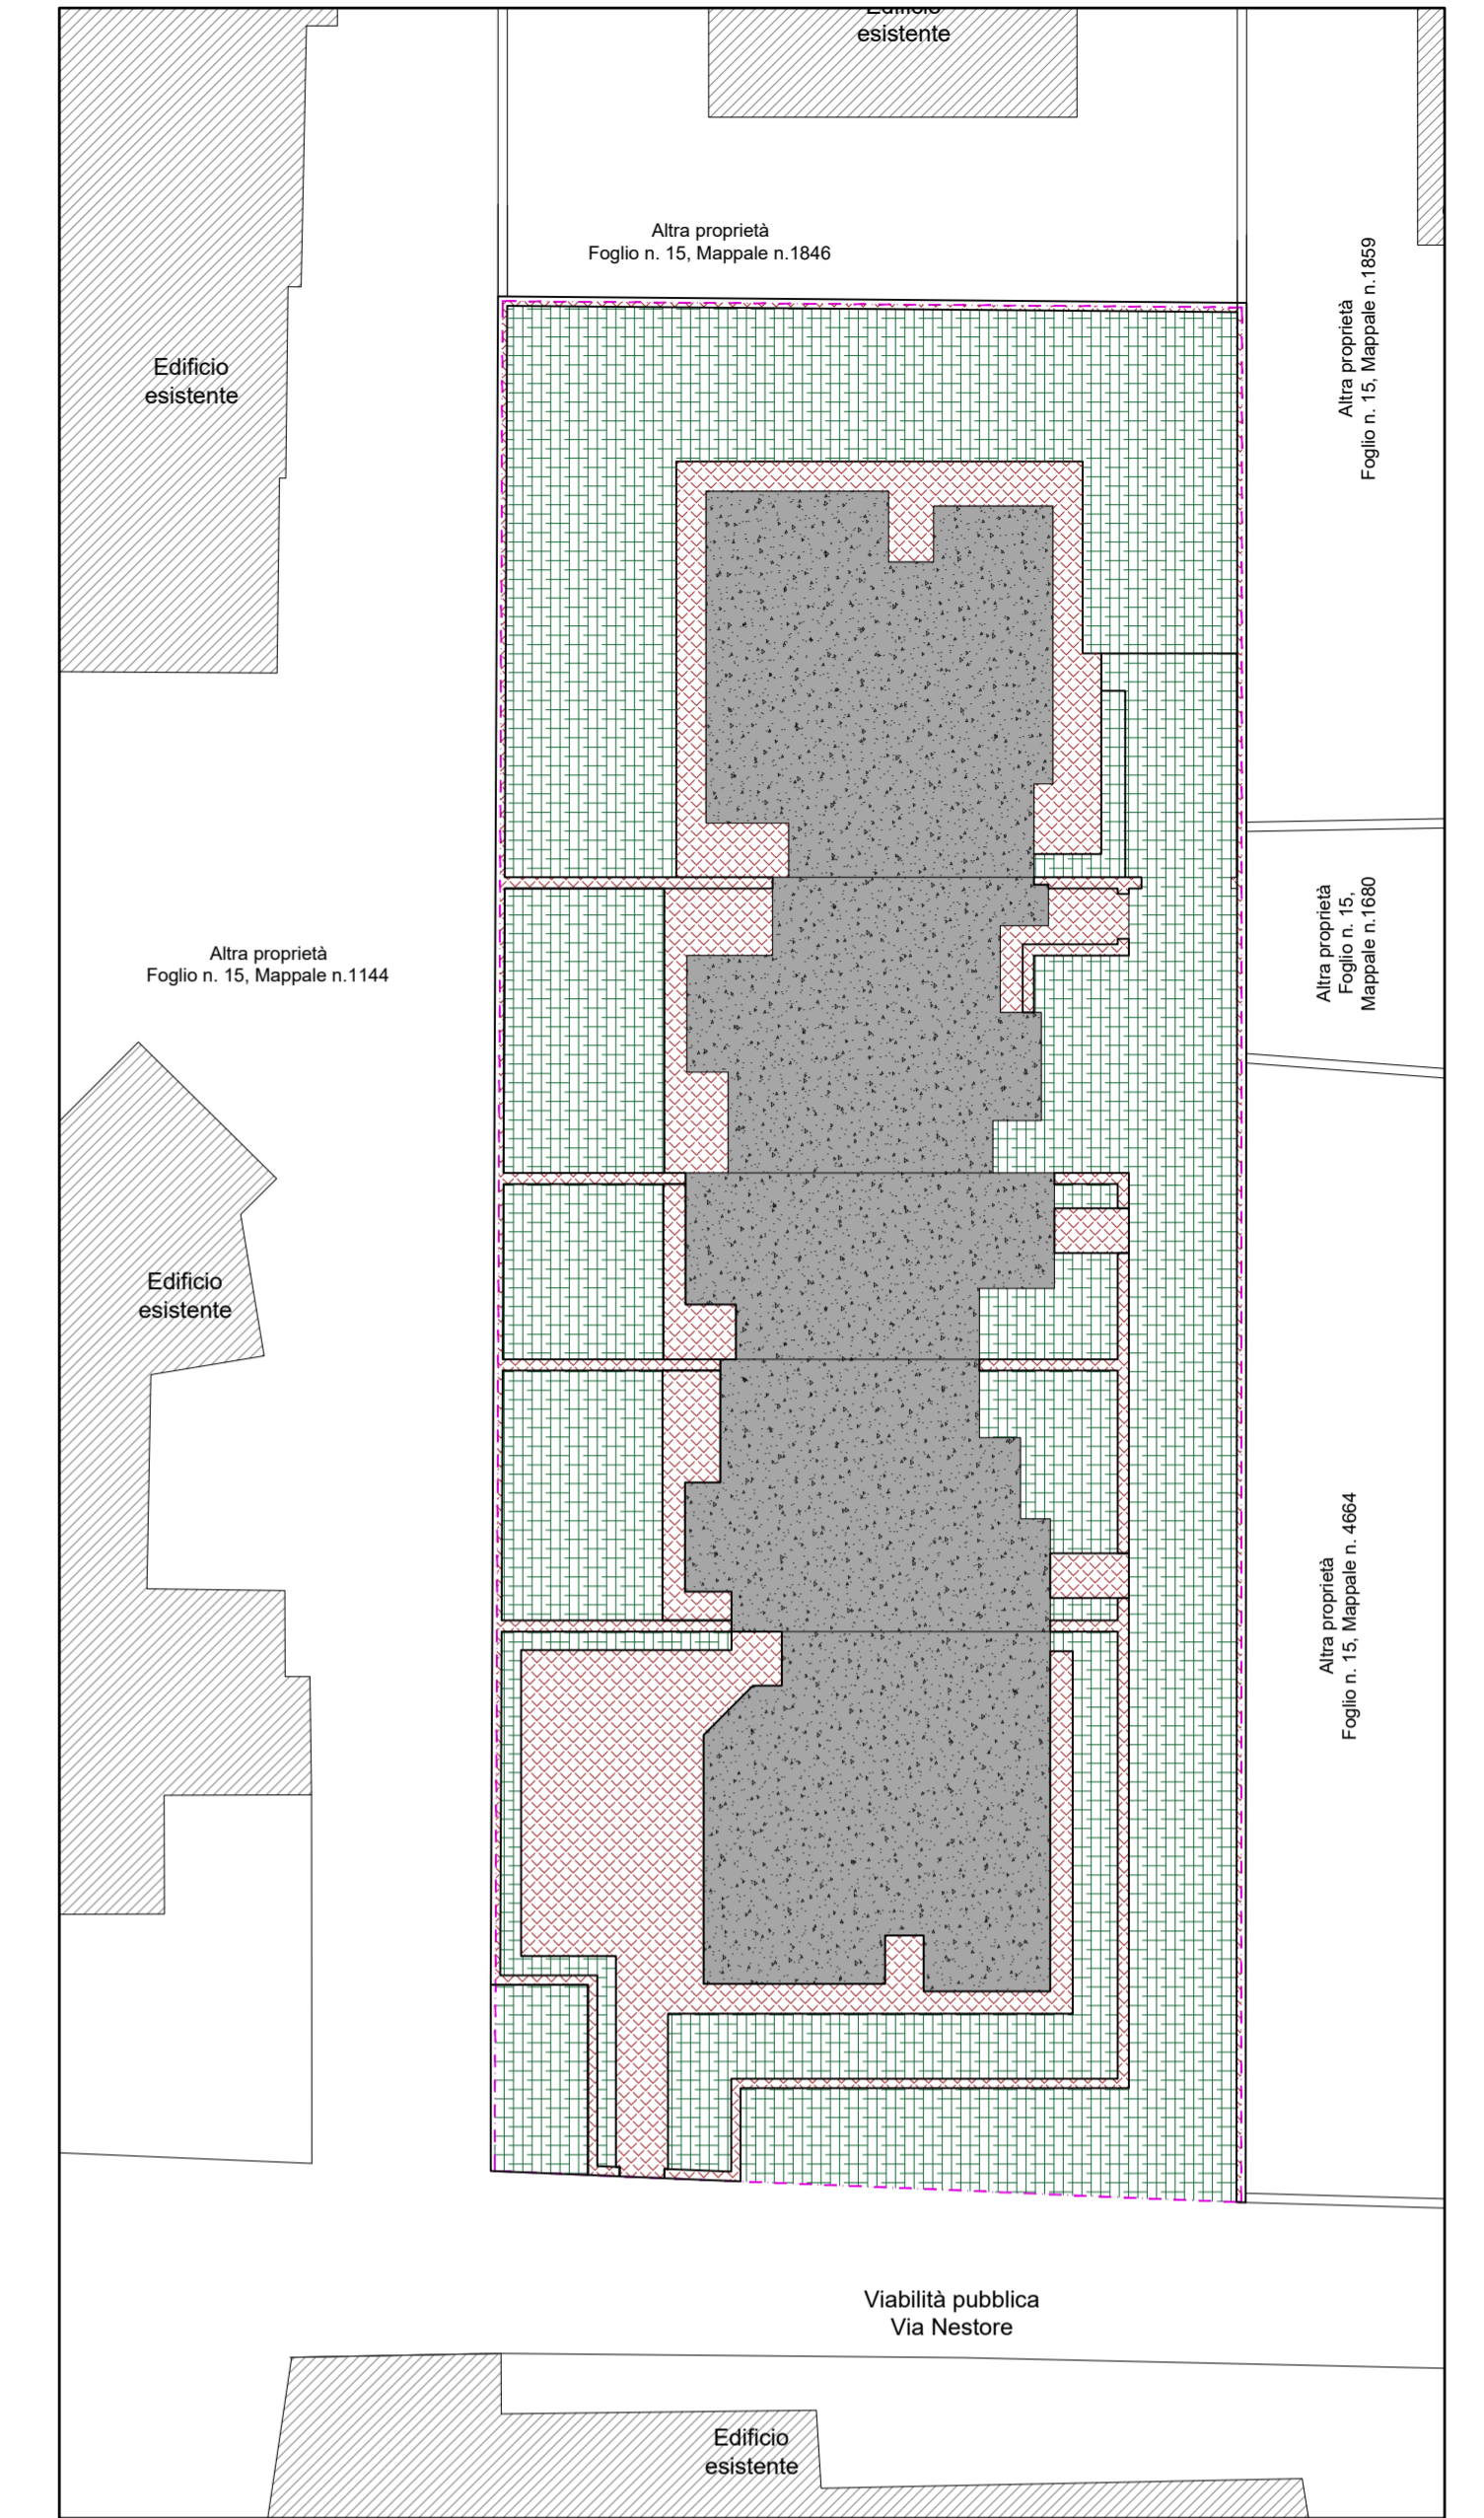 Edificio
esistente
Altra proprietà
Foglio n. 15, Mappale n.1846
Altra proprietà
Foglio n. 15, Mappale n.1859
Edificio
esistente
Altra proprietà
Foglio n. 15,
Mappale n.1680
Altra proprietà
Foglio n. 15, Mappale n.1144
Edificio
esistente
Altra proprietà
Foglio n. 15, Mappale n. 4664
Viabilità pubblica
Via Nestore
Edificio
esistente